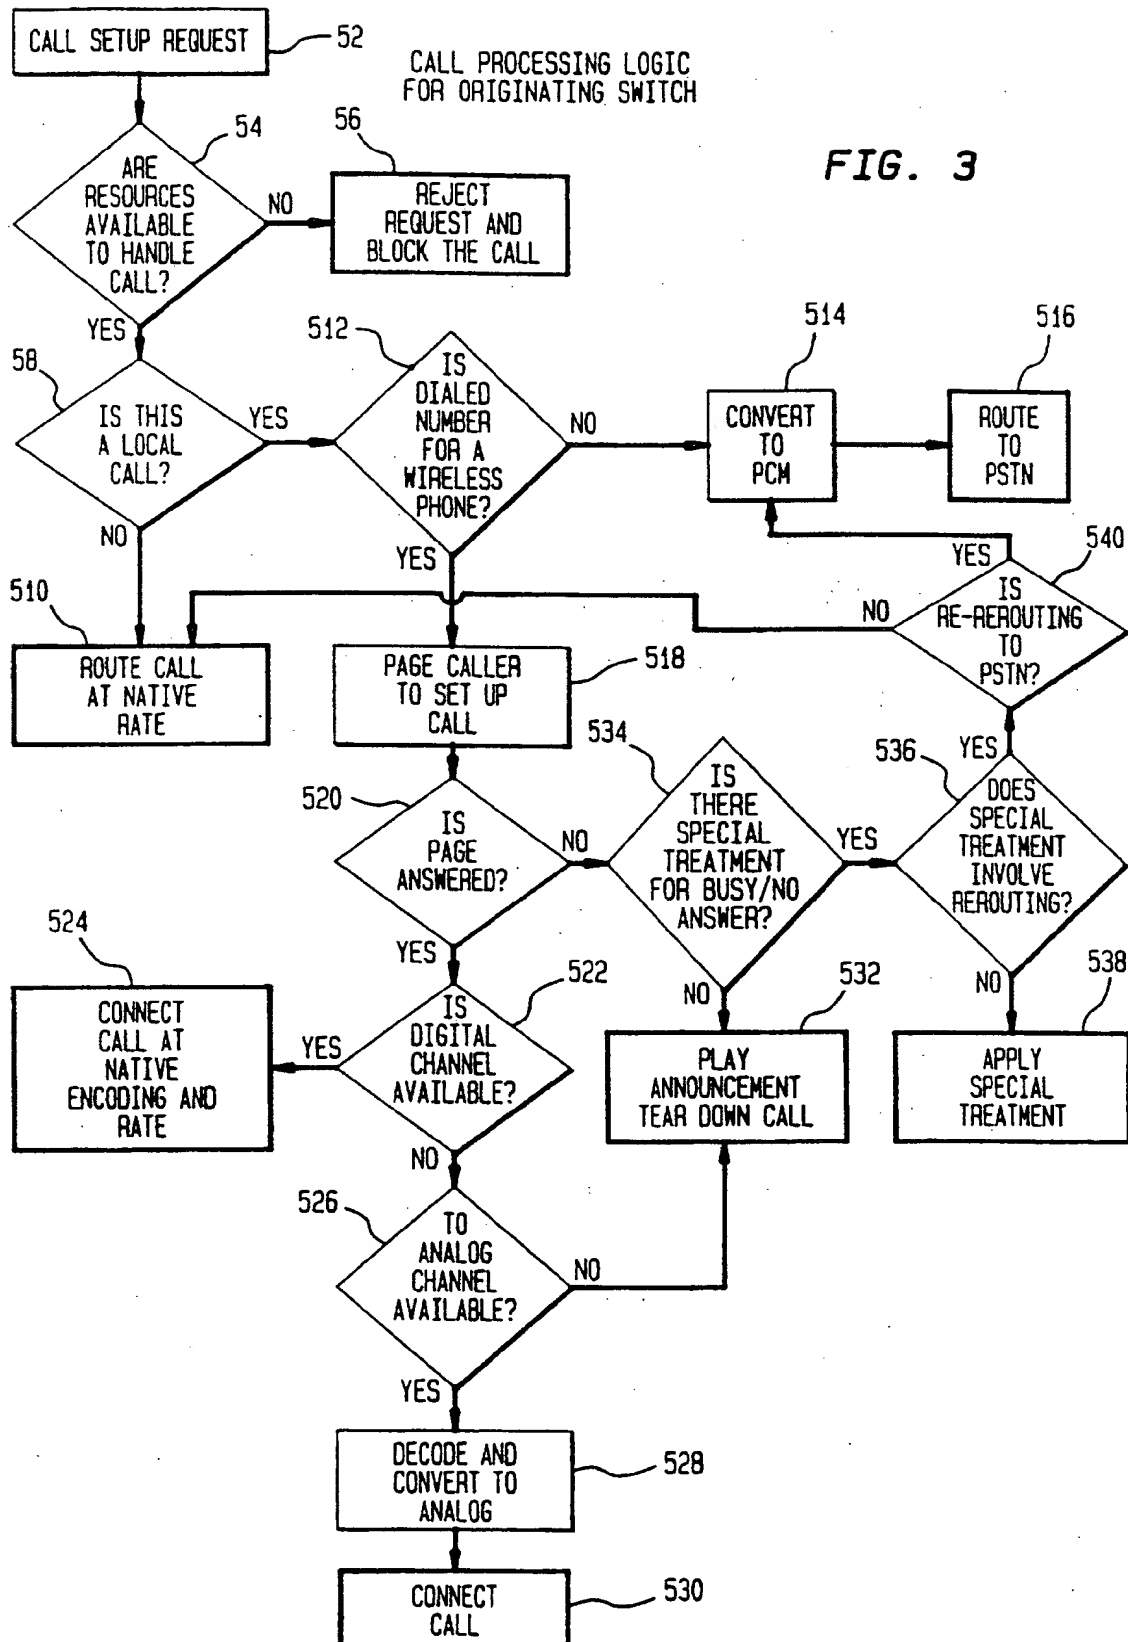 CALL SETUP REQUEST
52
CALL PROCESSING LOGIC
FOR ORIGINATING SWITCH
FIG. 3
54
ARE
RESOURCES
AVAILABLE
TO HANDLE
CALL?
NO
YES
56
REJECT
REQUEST AND
BLOCK THE CALL
58
IS THIS
A LOCAL
CALL?
YES
NO
512
IS
DIALED
NUMBER
FOR A
WIRELESS
PHONE?
NO
YES
514
CONVERT
TO
PCM
516
ROUTE
TO
PSTN
540
YES
IS
RE-REROUTING
TO
PSTN?
NO
510
ROUTE CALL
AT NATIVE
RATE
518
PAGE CALLER
TO SET UP
CALL
520
IS
PAGE
ANSWERED?
NO
YES
534
IS
THERE
SPECIAL
TREATMENT
FOR BUSY/NO
ANSWER?
YES
NO
536
YES
DOES
SPECIAL
TREATMENT
INVOLVE
REROUTING?
NO
524
CONNECT
CALL AT
NATIVE
ENCODING AND
RATE
522
IS
DIGITAL
CHANNEL
AVAILABLE?
YES
NO
532
PLAY
ANNOUNCEMENT
TEAR DOWN CALL
538
APPLY
SPECIAL
TREATMENT
526
TO
ANALOG
CHANNEL
AVAILABLE?
NO
YES
528
DECODE AND
CONVERT TO
ANALOG
530
CONNECT
CALL